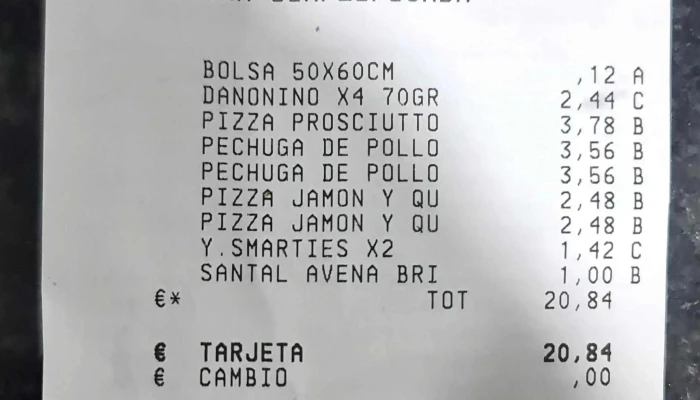 BOLSA 50X60CM ,12 A
DANONINO X4 70GR 2,44 C
PIZZA PROSCIUTTO 3,78 B
PECHUGA DE POLLO 3,56 B
PECHUGA DE POLLO 3,56 B
PIZZA JAMON Y QU 2,48 B
PIZZA JAMON Y QU 2,48 B
Y.SMARTIES X2 1,42 C
SANTAL AVENA BRI 1,00 B
€* TOT 20,84
€ TARJETA 20,84
€ CAMBIO ,00